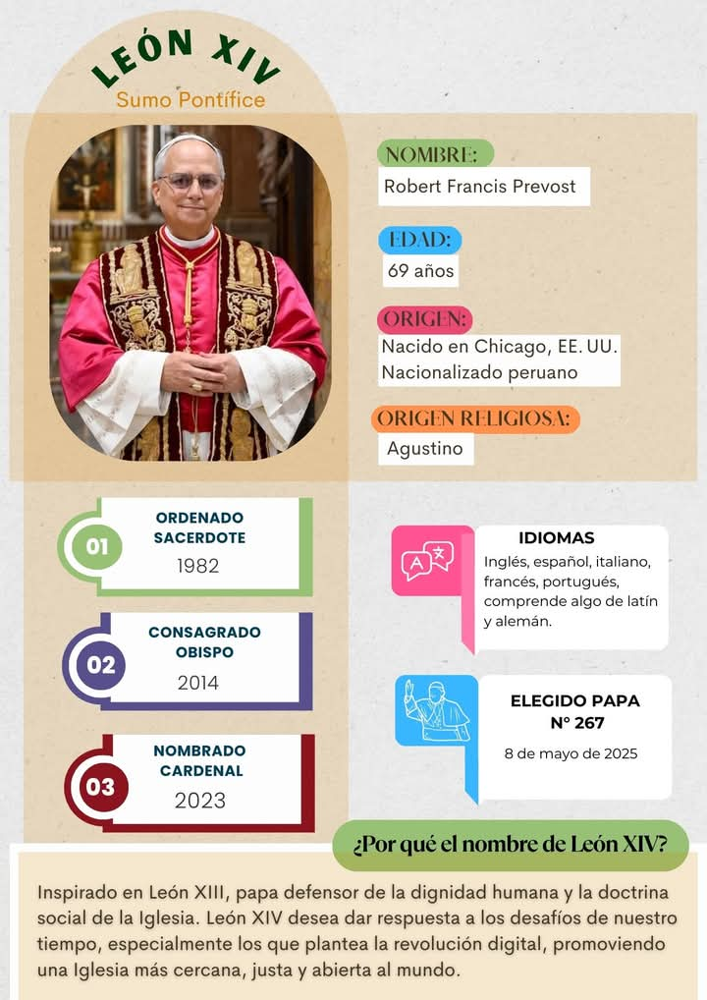 LEÓN XIV
Sumo Pontífice
NOMBRE:
Robert Francis Prevost
EDAD:
69 años
ORIGEN:
Nacido en Chicago, EE. UU.
Nacionalizado peruano
ORIGEN RELIGIOSA:
Agustino
01
ORDENADO
SACERDOTE
1982
02
CONSAGRADO
OBISPO
2014
03
NOMBRADO
CARDENAL
2023
A 文
IDIOMAS
Inglés, español, italiano,
francés, portugués,
comprende algo de latín
y alemán.
ELEGIDO PAPA
N° 267
8 de mayo de 2025
¿Por qué el nombre de León XIV?
Inspirado en León XIII, papa defensor de la dignidad humana y la doctrina
social de la Iglesia. León XIV desea dar respuesta a los desafíos de nuestro
tiempo, especialmente los que plantea la revolución digital, promoviendo
una Iglesia más cercana, justa y abierta al mundo.